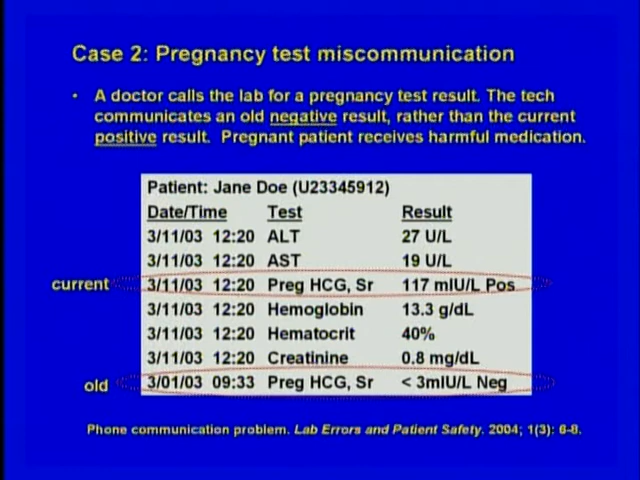 Case 2: Pregnancy test miscommunication
• A doctor calls the lab for a pregnancy test result. The tech
communicates an old negative result, rather than the current
positive result. Pregnant patient receives harmful medication.
Patient: Jane Doe (U23345912)
Date/Time Test Result
3/11/03 12:20 ALT 27 U/L
3/11/03 12:20 AST 19 U/L
current 3/11/03 12:20 Preg HCG, Sr 117 mIU/L Pos
3/11/03 12:20 Hemoglobin 13.3 g/dL
3/11/03 12:20 Hematocrit 40%
3/11/03 12:20 Creatinine 0.8 mg/dL
old 3/01/03 09:33 Preg HCG, Sr < 3mIU/L Neg
Phone communication problem. Lab Errors and Patient Safety. 2004; 1(3): 6-8.